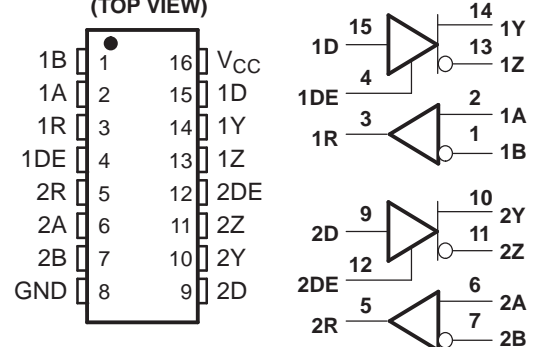 (TOP VIEW)
1B 1 16 VCC
1A 2 15 1D
1R 3 14 1Y
1DE 4 13 1Z
2R 5 12 2DE
2A 6 11 2Z
2B 7 10 2Y
GND 8 9 2D
14 1Y
15 1D
13 1Z
4 1DE
2 1A
3 1R
1 1B
10 2Y
9 2D
11 2Z
12 2DE
6 2A
5 2R
7 2B